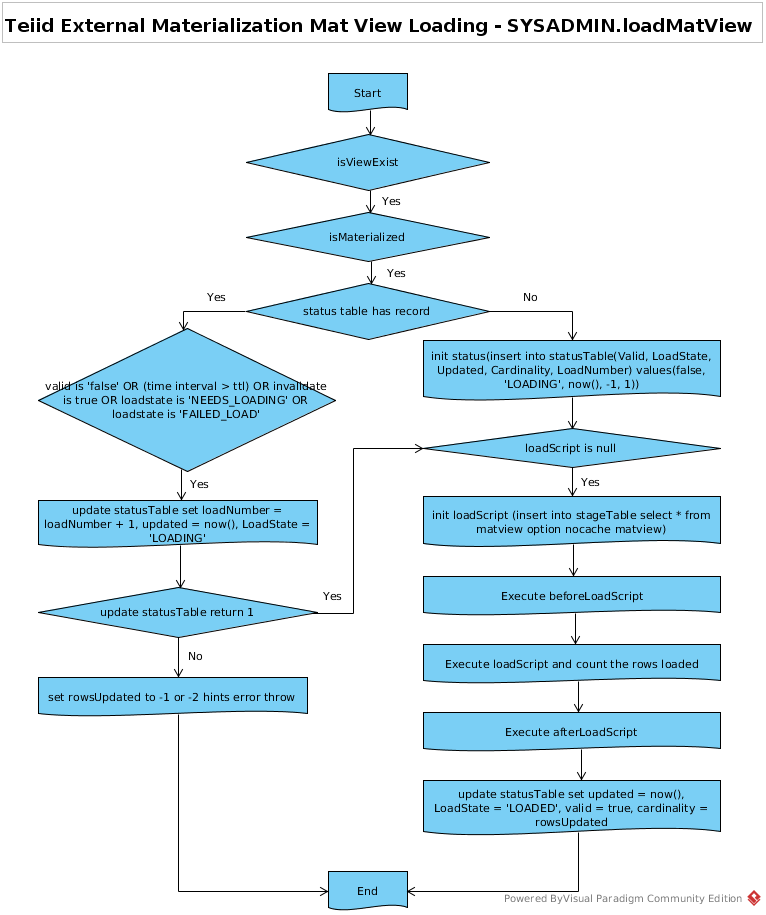 Teiid External Materialization Mat View Loading - SYSADMIN.loadMatView
Start
isViewExist
Yes
isMaterialized
Yes
status table has record
Yes
No
valid is 'false' OR (time interval > ttl) OR invalidate
is true OR loadstate is 'NEEDS_LOADING' OR
loadstate is 'FAILED_LOAD'
Yes
update statusTable set loadNumber =
loadNumber + 1, updated = now(), LoadState =
'LOADING'
update statusTable return 1
Yes
No
set rowsUpdated to -1 or -2 hints error throw
init status(insert into statusTable(Valid, LoadState,
Updated, Cardinality, LoadNumber) values(false,
'LOADING', now(), -1, 1))
loadScript is null
Yes
init loadScript (insert into stageTable select * from
matview option nocache matview)
Execute beforeLoadScript
Execute loadScript and count the rows loaded
Execute afterLoadScript
update statusTable set updated = now(),
LoadState = 'LOADED', valid = true, cardinality =
rowsUpdated
End
Powered ByVisual Paradigm Community Edition